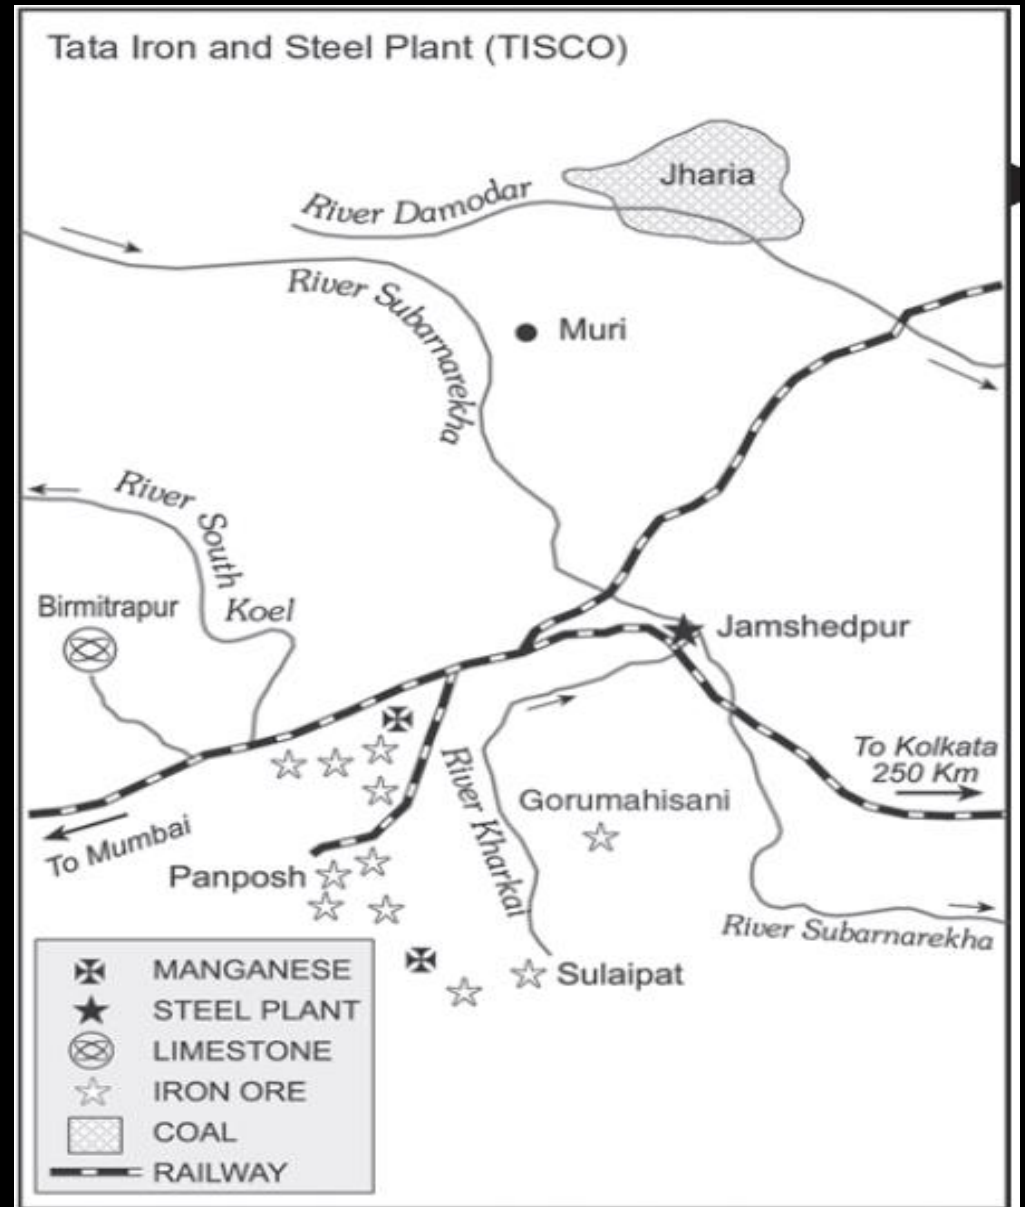 Tata Iron and Steel Plant (TISCO)
Jharia
River Damodar
River Subarnarekha
Muri
River South Koel
Birmitrapur
Jamshedpur
To Kolkata
250 Km
Gorumahisani
River Kharkai
To Mumbai
Panposh
River Subarnarekha
Sulaipat
MANGANESE
STEEL PLANT
LIMESTONE
IRON ORE
COAL
RAILWAY